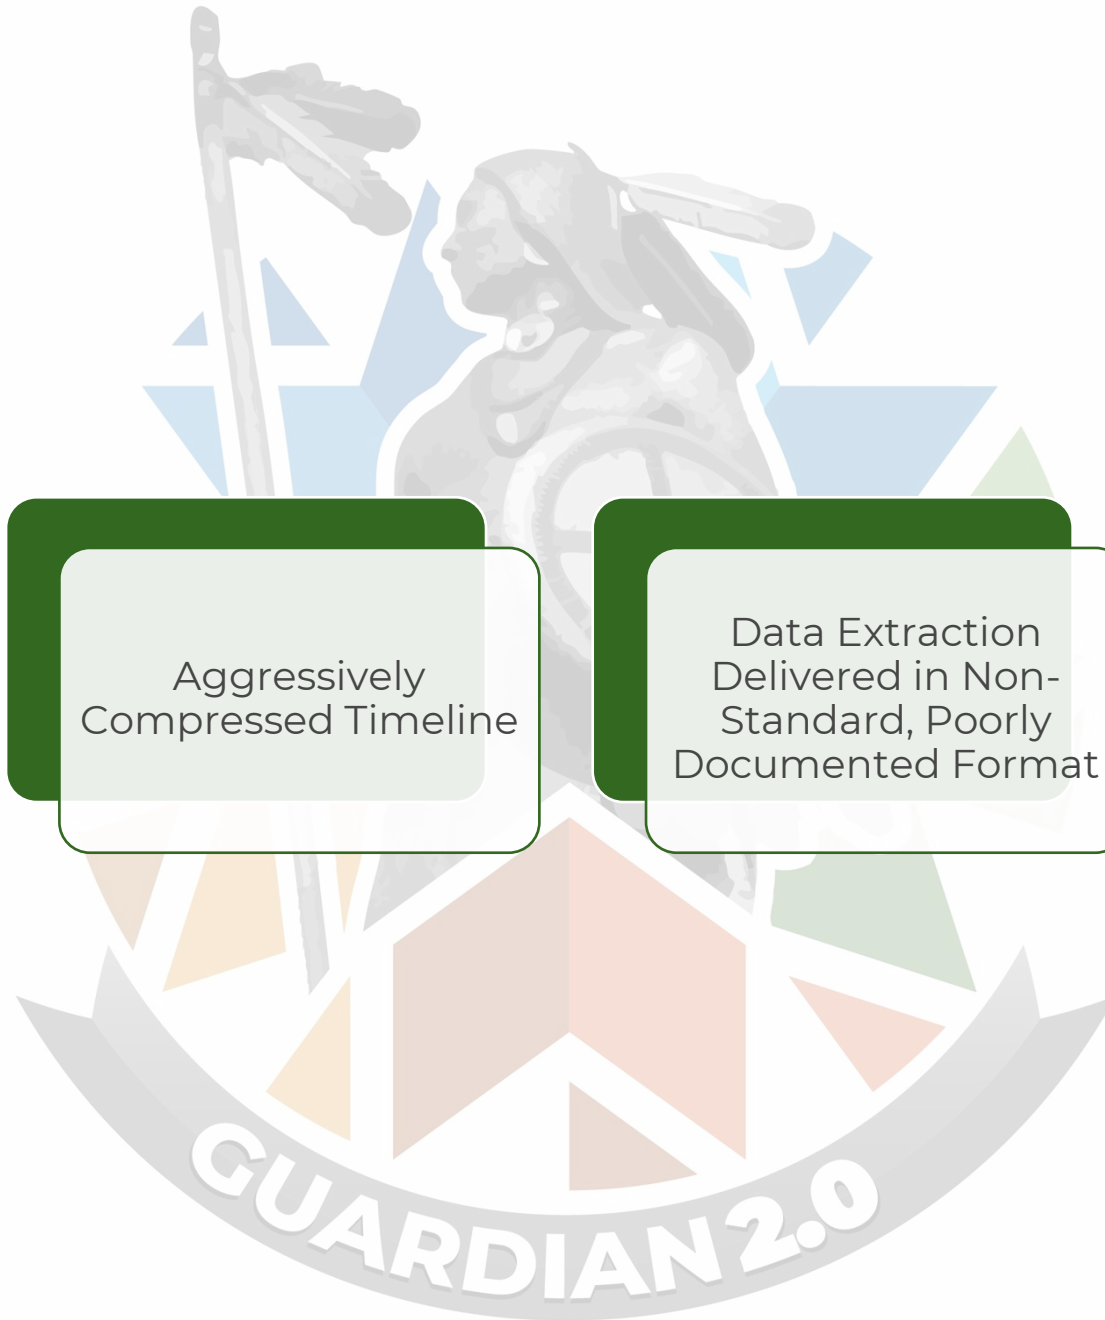 Aggressively
Compressed Timeline
Data Extraction
Delivered in Non-
Standard, Poorly
Documented Format
GUARDIAN 2.0